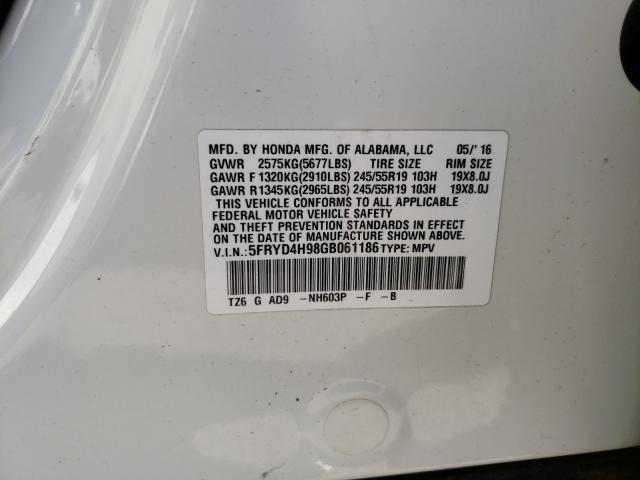 MFD. BY HONDA MFG. OF ALABAMA, LLC 05/'16
GVWR 2575KG(5677LBS) TIRE SIZE RIM SIZE
GAWR F 1320KG(2910LBS) 245/55R19 103H 19X8.0J
GAWR R1345KG(2965LBS) 245/55R19 103H 19X8.0J
THIS VEHICLE CONFORMS TO ALL APPLICABLE
FEDERAL MOTOR VEHICLE SAFETY
AND THEFT PREVENTION STANDARDS IN EFFECT
ON THE DATE OF MANUFACTURE SHOWN ABOVE.
V.I.N.: 5FRYD4H98GB061186 TYPE: MPV
TZ6 G AD9 -NH603P -F -B